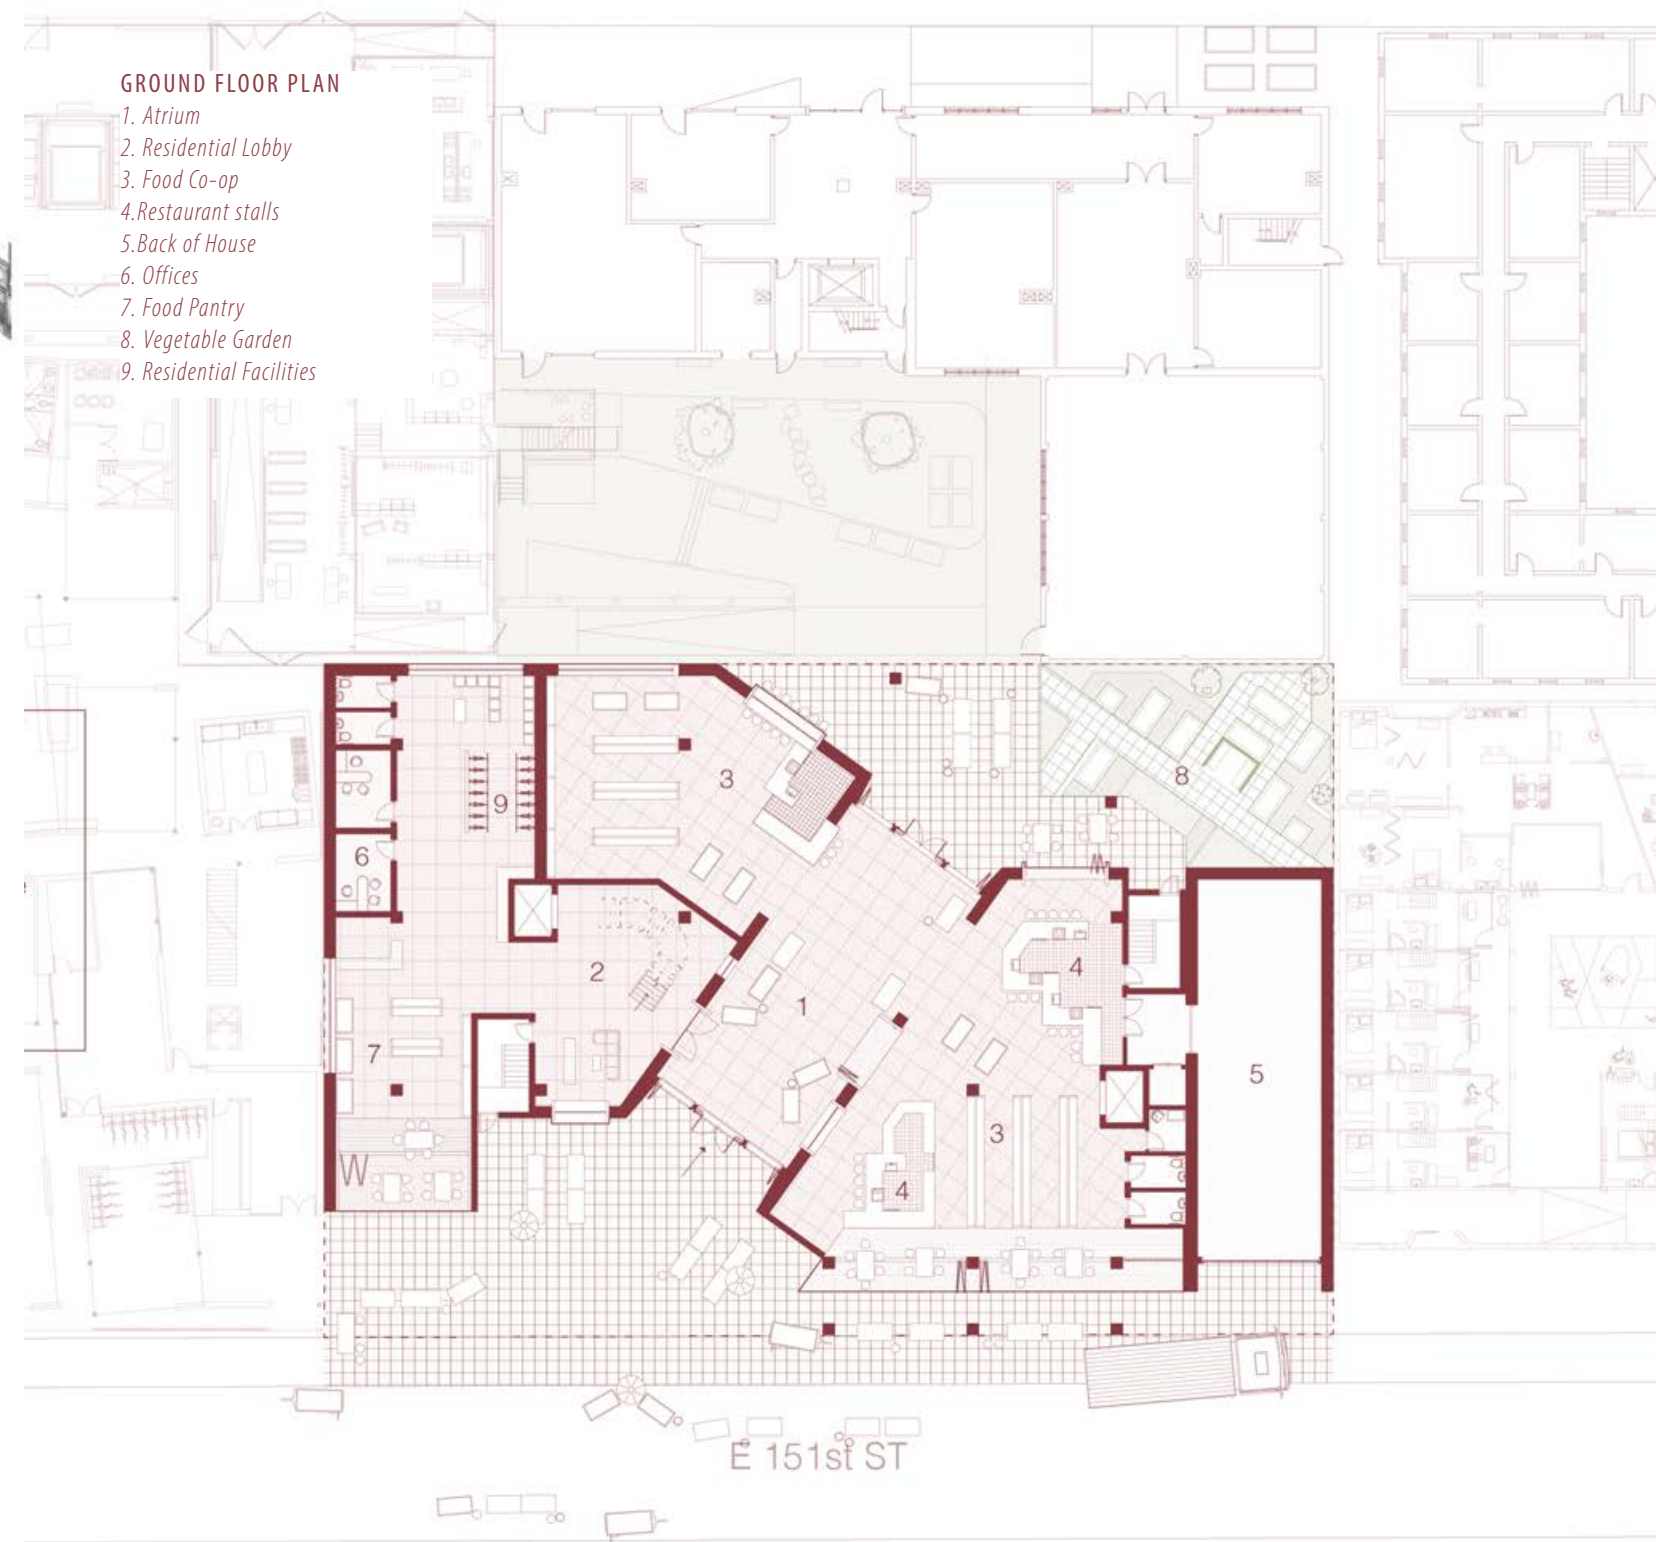 GROUND FLOOR PLAN
1. Atrium
2. Residential Lobby
3. Food Co-op
4.Restaurant stalls
5.Back of House
6. Offices
7. Food Pantry
8. Vegetable Garden
9. Residential Facilities
3
8
9
6
2
4
1
7
5
3
4
E 151st ST